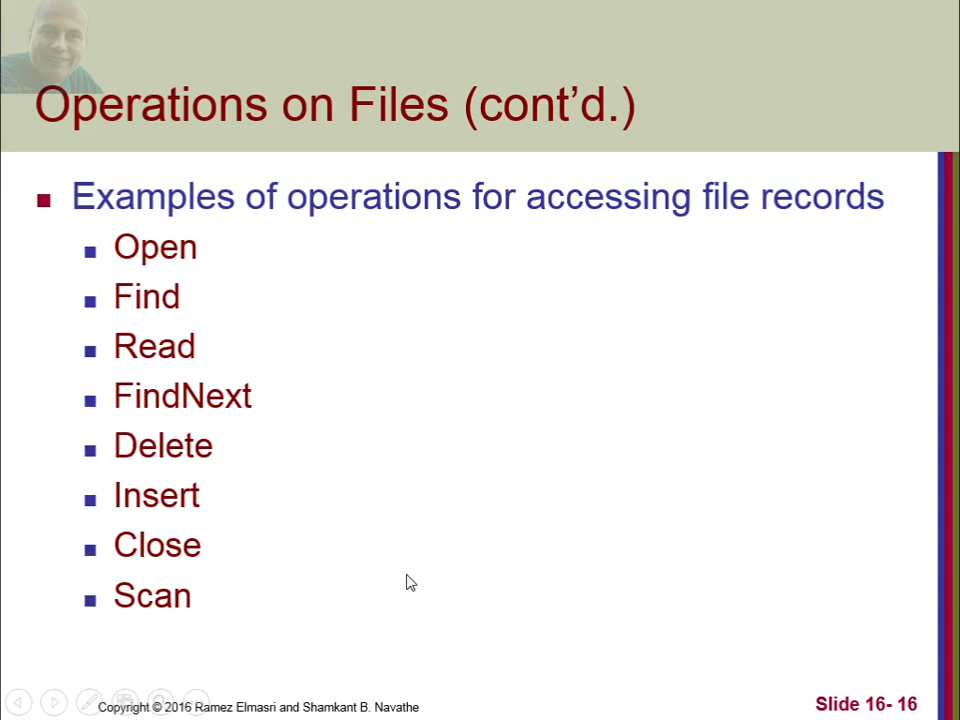 Operations on Files (cont'd.)
Examples of operations for accessing file records
Open
Find
Read
FindNext
Delete
Insert
Close
Scan
Copyright © 2016 Ramez Elmasri and Shamkant B. Navathe
Slide 16- 16